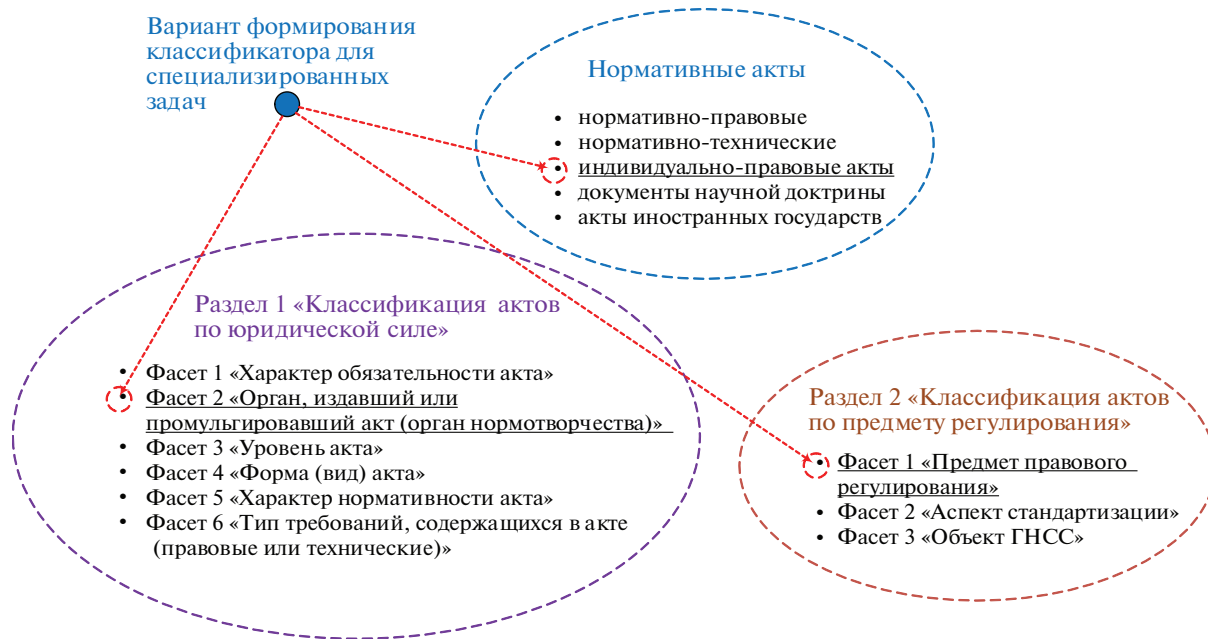 Вариант формирования
классификатора для
специализированных
задач
Нормативные акты
• нормативно-правовые
• нормативно-технические
• индивидуально-правовые акты
• документы научной доктрины
• акты иностранных государств
Раздел 1 «Классификация актов
по юридической силе»
• Фасет 1 «Характер обязательности акта»
• Фасет 2 «Орган, издавший или
промульгировавший акт (орган нормотворчества)»
• Фасет 3 «Уровень акта»
• Фасет 4 «Форма (вид) акта»
• Фасет 5 «Характер нормативности акта»
• Фасет 6 «Тип требований, содержащихся в акте
(правовые или технические)»
Раздел 2 «Классификация актов
по предмету регулирования»
• Фасет 1 «Предмет правового
регулирования»
• Фасет 2 «Аспект стандартизации»
• Фасет 3 «Объект ГНСС»